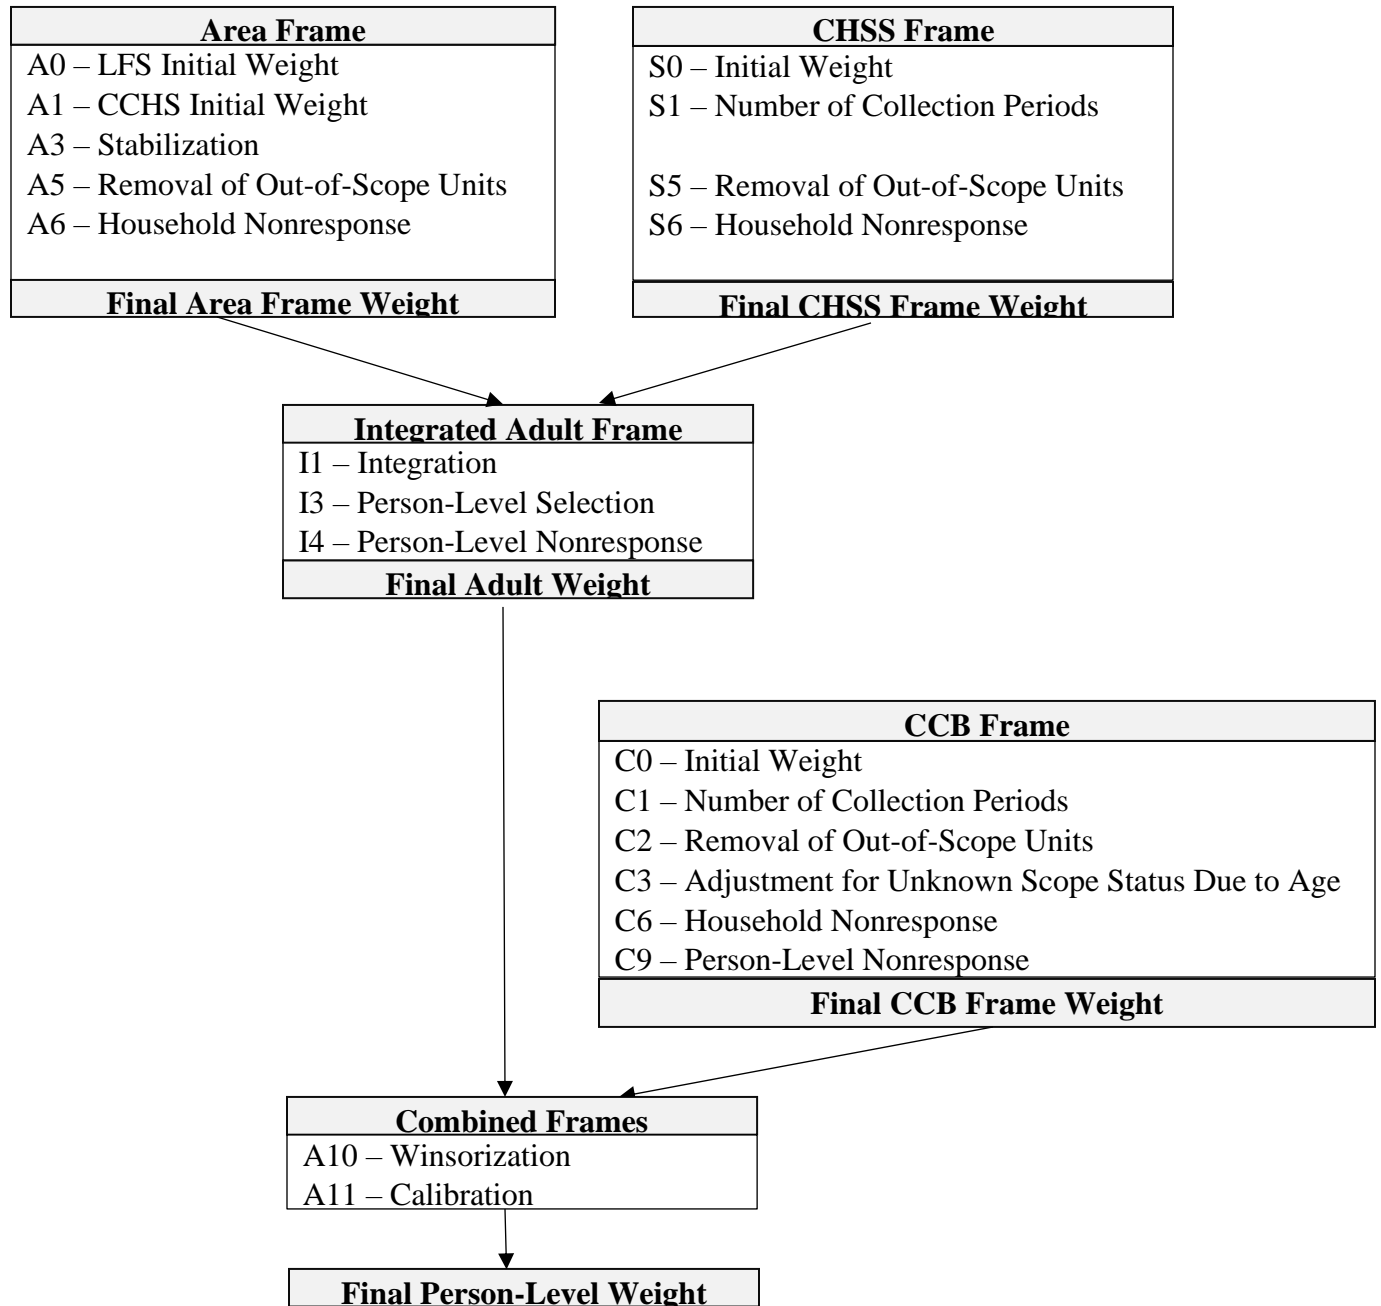 Area Frame
A0 – LFS Initial Weight
A1 – CCHS Initial Weight
A3 – Stabilization
A5 – Removal of Out-of-Scope Units
A6 – Household Nonresponse
Final Area Frame Weight
CHSS Frame
S0 – Initial Weight
S1 – Number of Collection Periods
S5 – Removal of Out-of-Scope Units
S6 – Household Nonresponse
Final CHSS Frame Weight
Integrated Adult Frame
I1 – Integration
I3 – Person-Level Selection
I4 – Person-Level Nonresponse
Final Adult Weight
CCB Frame
C0 – Initial Weight
C1 – Number of Collection Periods
C2 – Removal of Out-of-Scope Units
C3 – Adjustment for Unknown Scope Status Due to Age
C6 – Household Nonresponse
C9 – Person-Level Nonresponse
Final CCB Frame Weight
Combined Frames
A10 – Winsorization
A11 – Calibration
Final Person-Level Weight